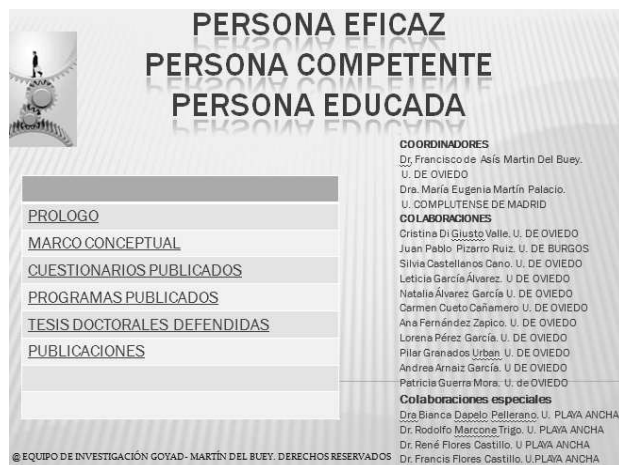 PERSONA EFICAZ
PERSONA COMPETENTE
PERSONA EDUCADA
PROLOGO
MARCO CONCEPTUAL
CUESTIONARIOS PUBLICADOS
PROGRAMAS PUBLICADOS
TESIS DOCTORALES DEFENDIDAS
PUBLICACIONES
COORDINADORES
Dr, Francisco de Asís Martin Del Buey.
U. DE OVIEDO
Dra. María Eugenia Martín Palacio.
U. COMPLUTENSE DE MADRID
COLABORACIONES
Cristina Di Giusto Valle. U. DE OVIEDO
Juan Pablo Pizarro Ruiz. U. DE BURGOS
Silvia Castellanos Cano. U. DE OVIEDO
Leticia García Álvarez. U DE OVIEDO
Natalia Álvarez García U. DE OVIEDO
Carmen Cueto Cañamero U. DE OVIEDO
Ana Fernández Zapico. U. DE OVIEDO
Lorena Pérez García. U. DE OVIEDO
Pilar Granados Urban U. DE OVIEDO
Andrea Arnaiz García. U DE OVIEDO
Patricia Guerra Mora. U. de OVIEDO
Colaboraciones especiales
Dra Bianca Dapelo Pellerano. U. PLAYA ANCHA
Dr. Rodolfo Marcone Trigo. U. PLAYA ANCHA
Dr. René Flores Castillo. U PLAYA ANCHA
Dr. Francis Flores Castillo. U.PLAYA ANCHA
@ EQUIPO DE INVESTIGACIÓN GOYAD- MARTÍN DEL BUEY. DERECHOS RESERVADOS